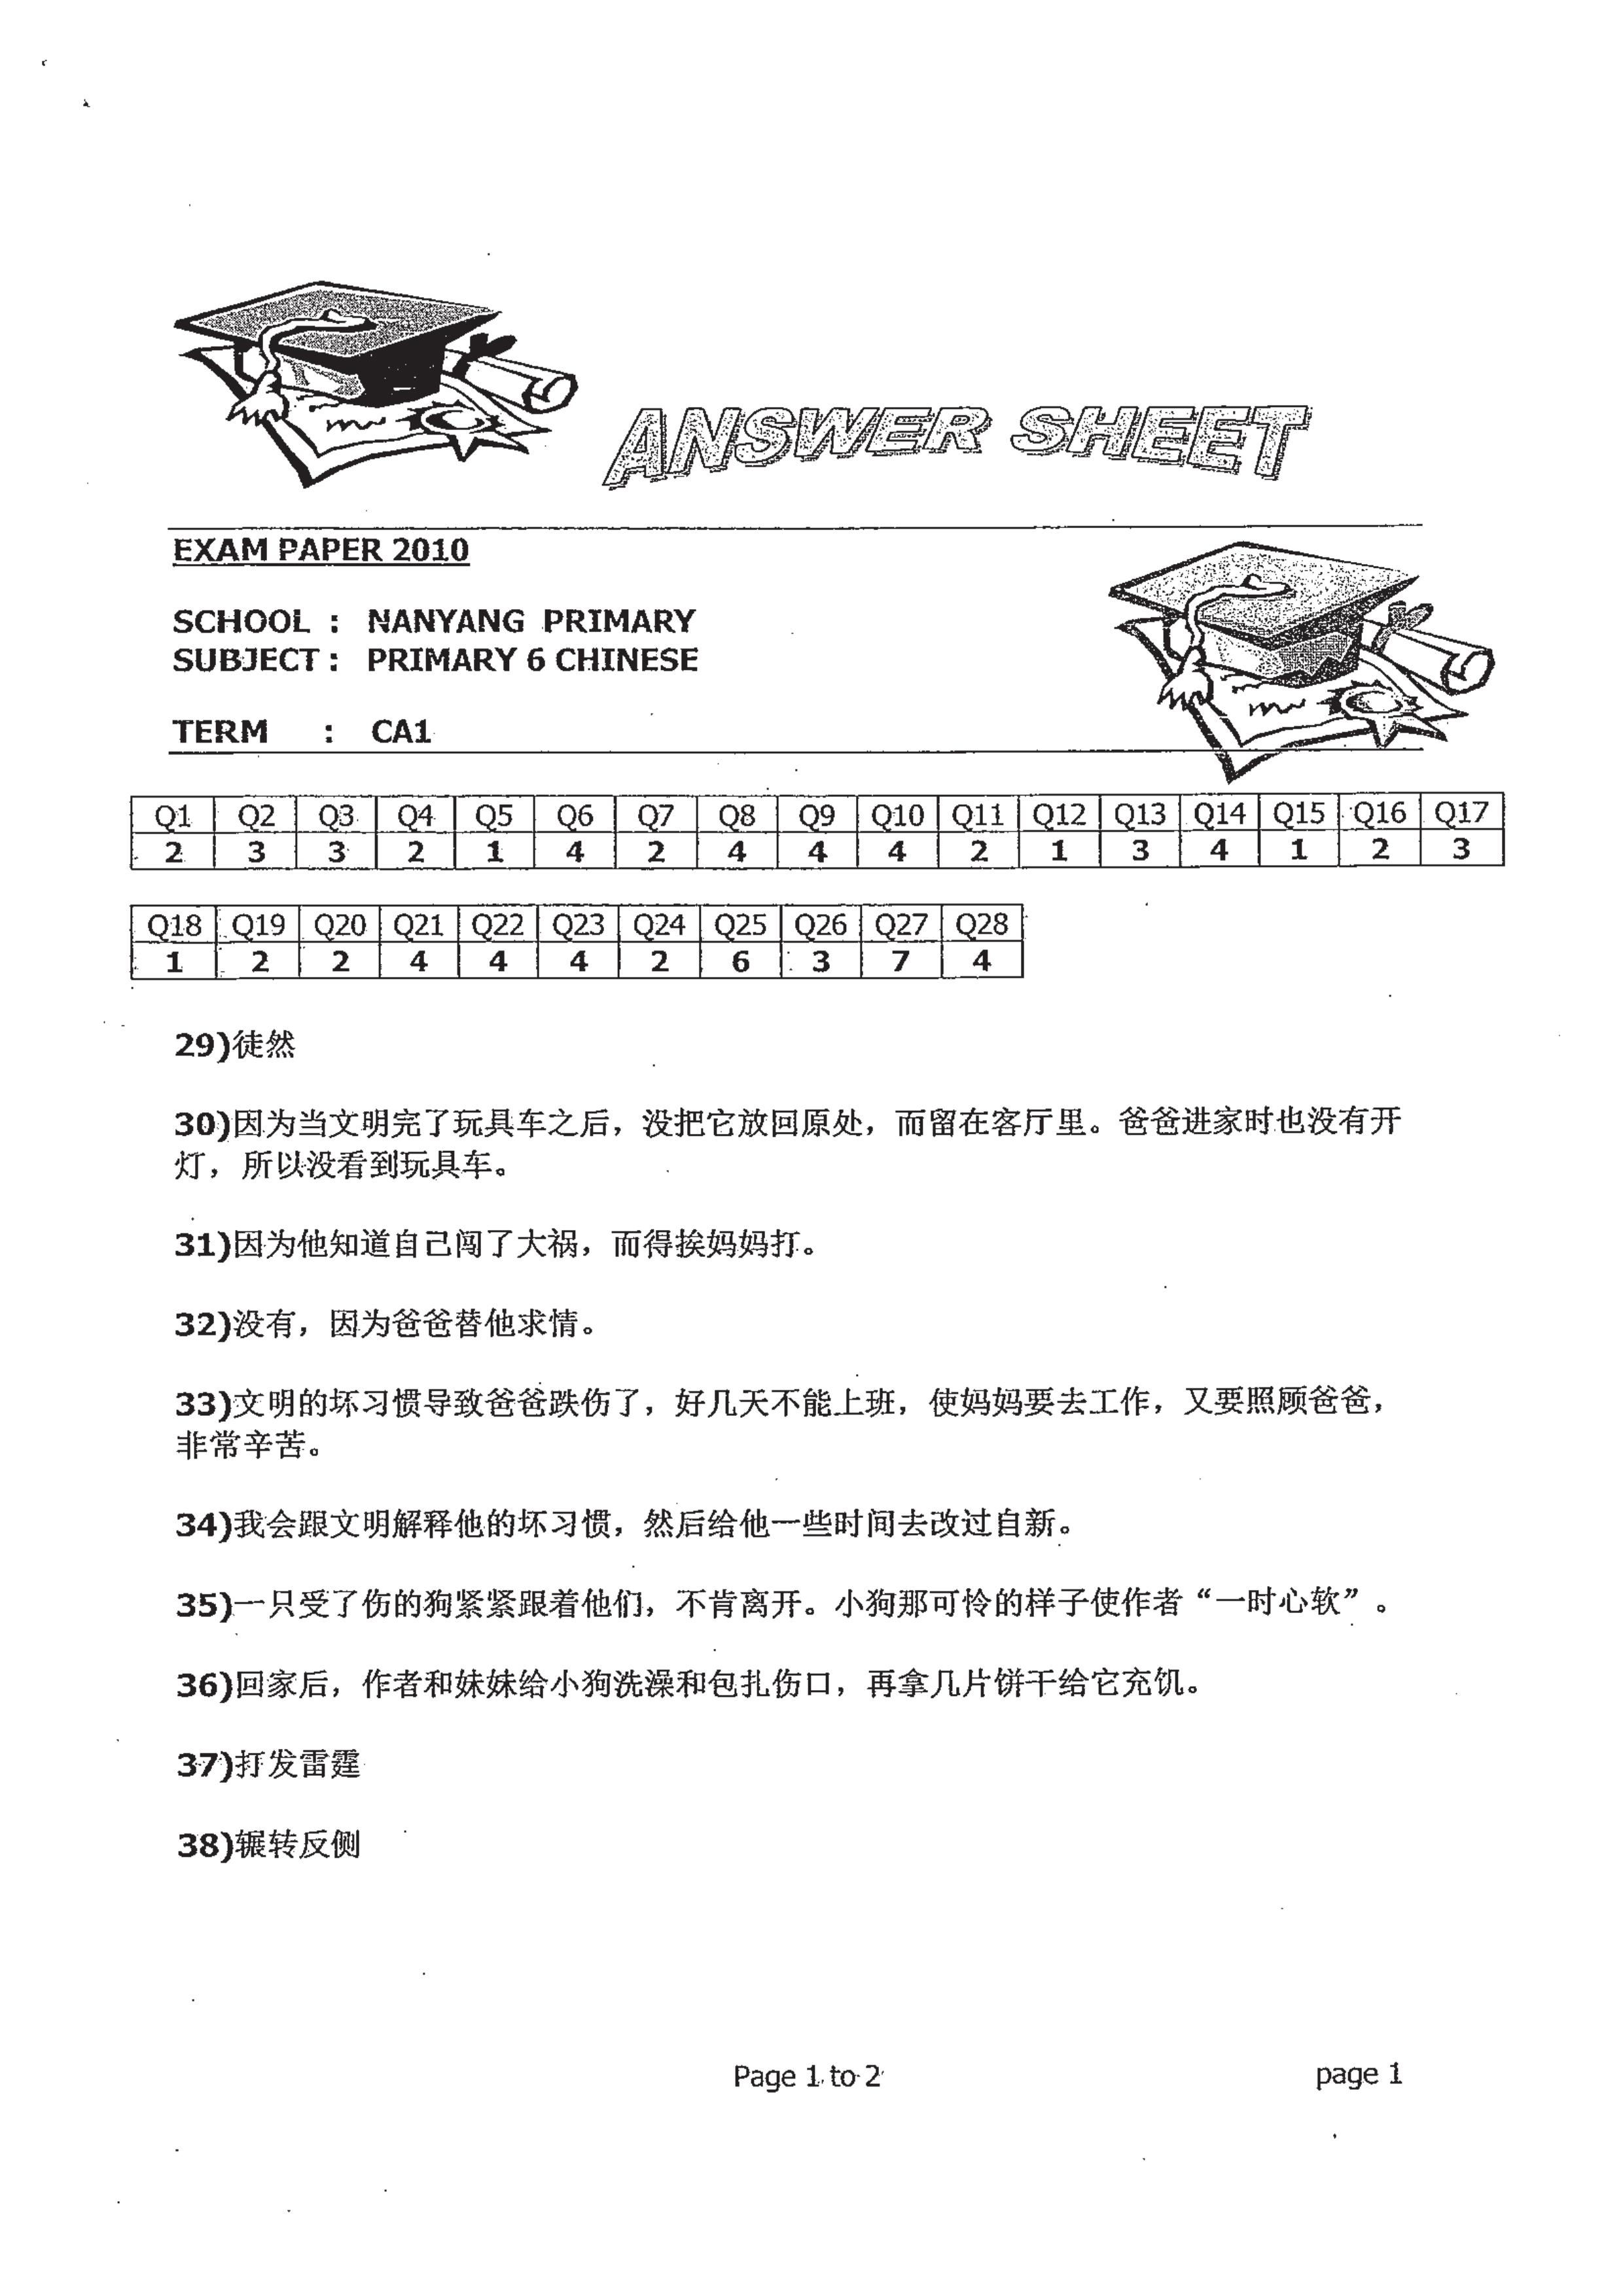 ANSWER SHEET
EXAM PAPER 2010
SCHOOL : NANYANG PRIMARY
SUBJECT : PRIMARY 6 CHINESE
TERM : CA1
Q1 Q2 Q3 Q4 Q5 Q6 Q7 Q8 Q9 Q10 Q11 Q12 Q13 Q14 Q15 Q16 Q17
2 3 3 2 1 4 2 4 4 4 2 1 3 4 1 2 3
Q18 Q19 Q20 Q21 Q22 Q23 Q24 Q25 Q26 Q27 Q28
1 2 2 4 4 4 2 6 3 7 4
29)徒然
30)因为当文明完了玩具车之后，没把它放回原处，而留在客厅里。爸爸进家时也没有开
灯，所以没看到玩具车。
31)因为他知道自己闯了大祸，而得挨妈妈打。
32)没有，因为爸爸替他求情。
33)文明的坏习惯导致爸爸跌伤了，好几天不能上班，使妈妈要去工作，又要照顾爸爸，
非常辛苦。
34)我会跟文明解释他的坏习惯，然后给他一些时间去改过自新。
35)一只受了伤的狗紧紧跟着他们，不肯离开。小狗那可怜的样子使作者“一时心软”。
36)回家后，作者和妹妹给小狗洗澡和包扎伤口，再拿几片饼干给它充饥。
37)打发雷霆
38)辗转反侧
Page 1 to 2 page 1